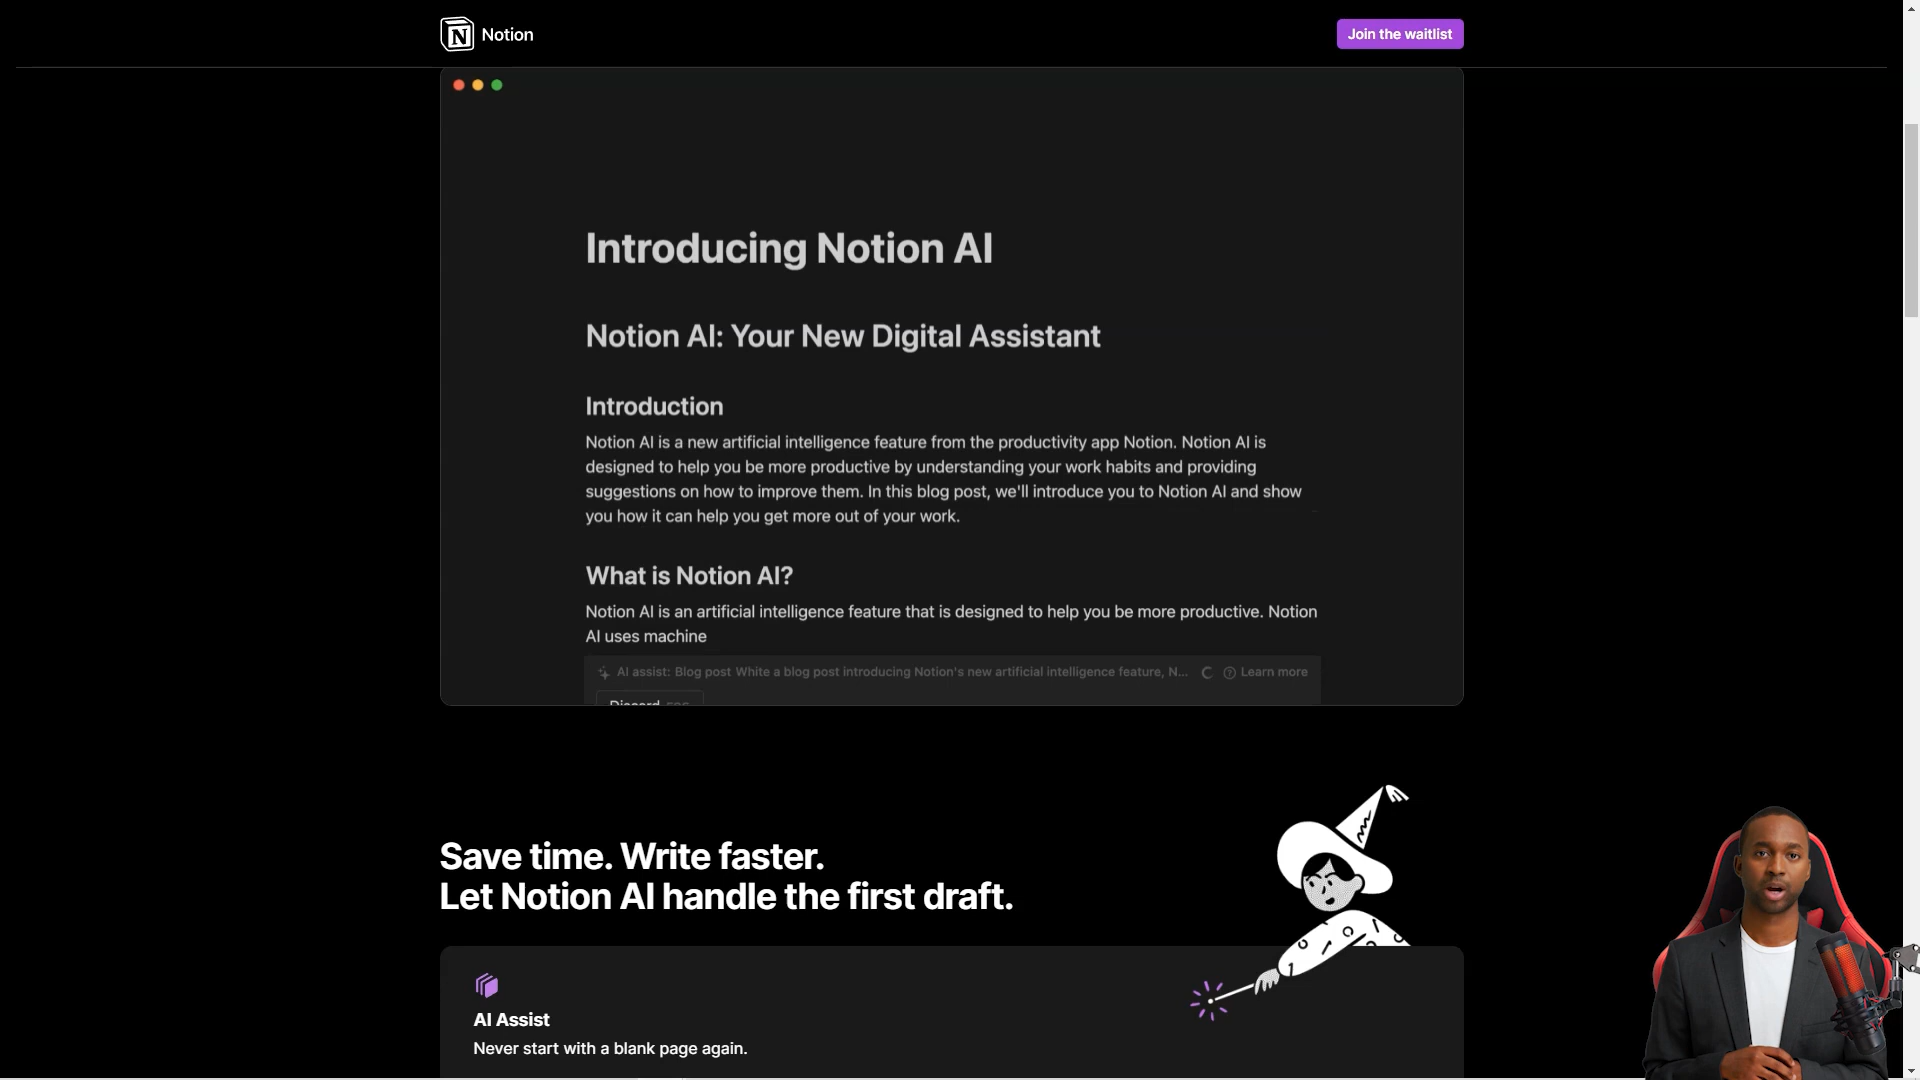 Notion
Join the waitlist
Introducing Notion AI
Notion AI: Your New Digital Assistant
Introduction
Notion AI is a new artificial intelligence feature from the productivity app Notion. Notion AI is
designed to help you be more productive by understanding your work habits and providing
suggestions on how to improve them. In this blog post, we'll introduce you to Notion AI and show
you how it can help you get more out of your work.
What is Notion AI?
Notion AI is an artificial intelligence feature that is designed to help you be more productive. Notion
AI uses machine
AI assist: Blog post White a blog post introducing Notion's new artificial intelligence feature, N... Learn more
Discard ESC
Save time. Write faster.
Let Notion AI handle the first draft.
AI Assist
Never start with a blank page again.